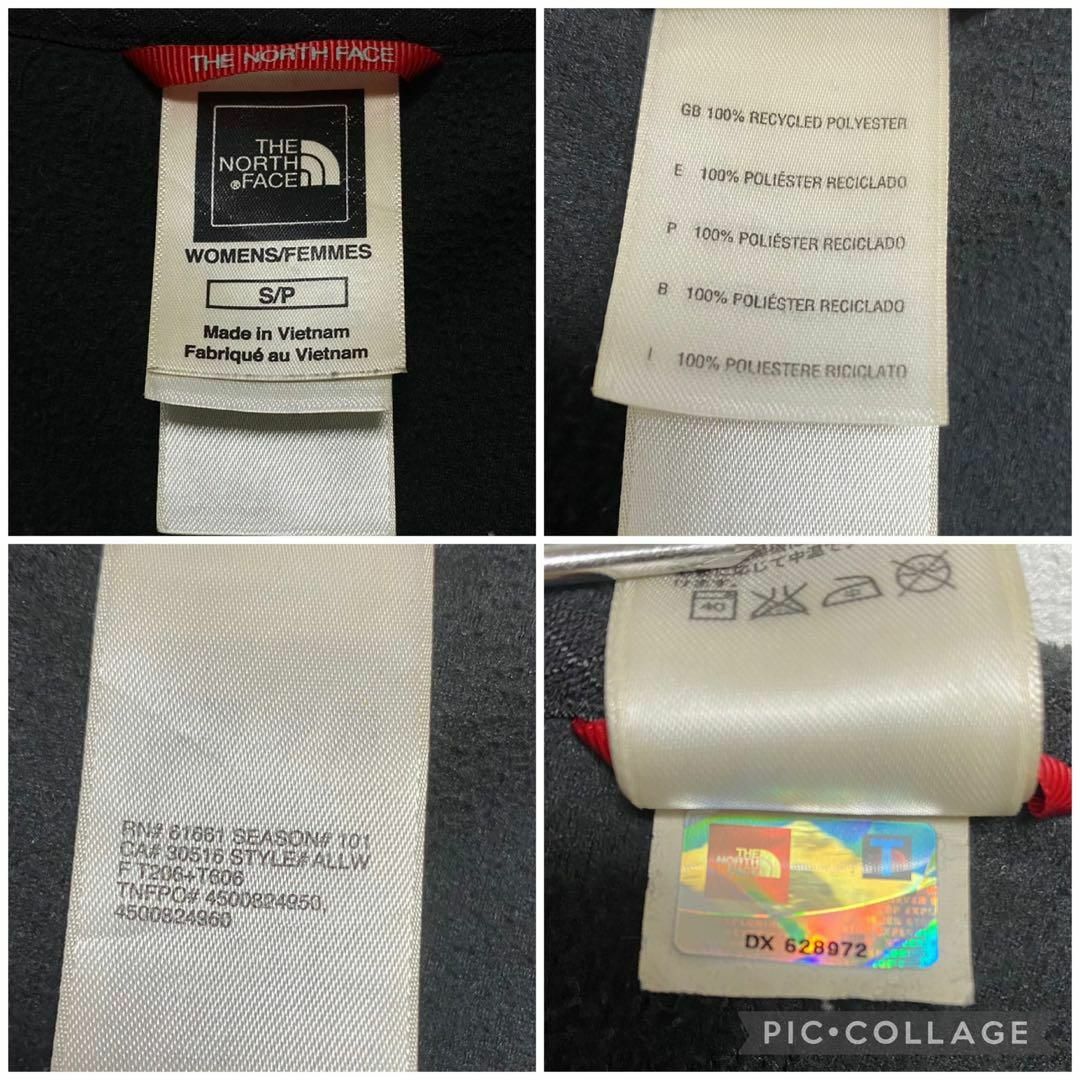 THE NORTH FACE
THE
NORTH
®FACE
WOMENS/FEMMES
S/P
Made in Vietnam
Fabriqué au Vietnam
GB 100% RECYCLED POLYESTER
E 100% POLIÉSTER RECICLADO
P 100% POLIÉSTER RECICLADO
B 100% POLIÉSTER RECICLADO
I 100% POLIESTERE RICICLATO
RN# 61661 SEASON# 101
CA# 30516 STYLE# ALLW
TNFPO# 4500824950,
4500824960
40
中
THE
NORTH
FACE
DX 628972
PIC•COLLAGE